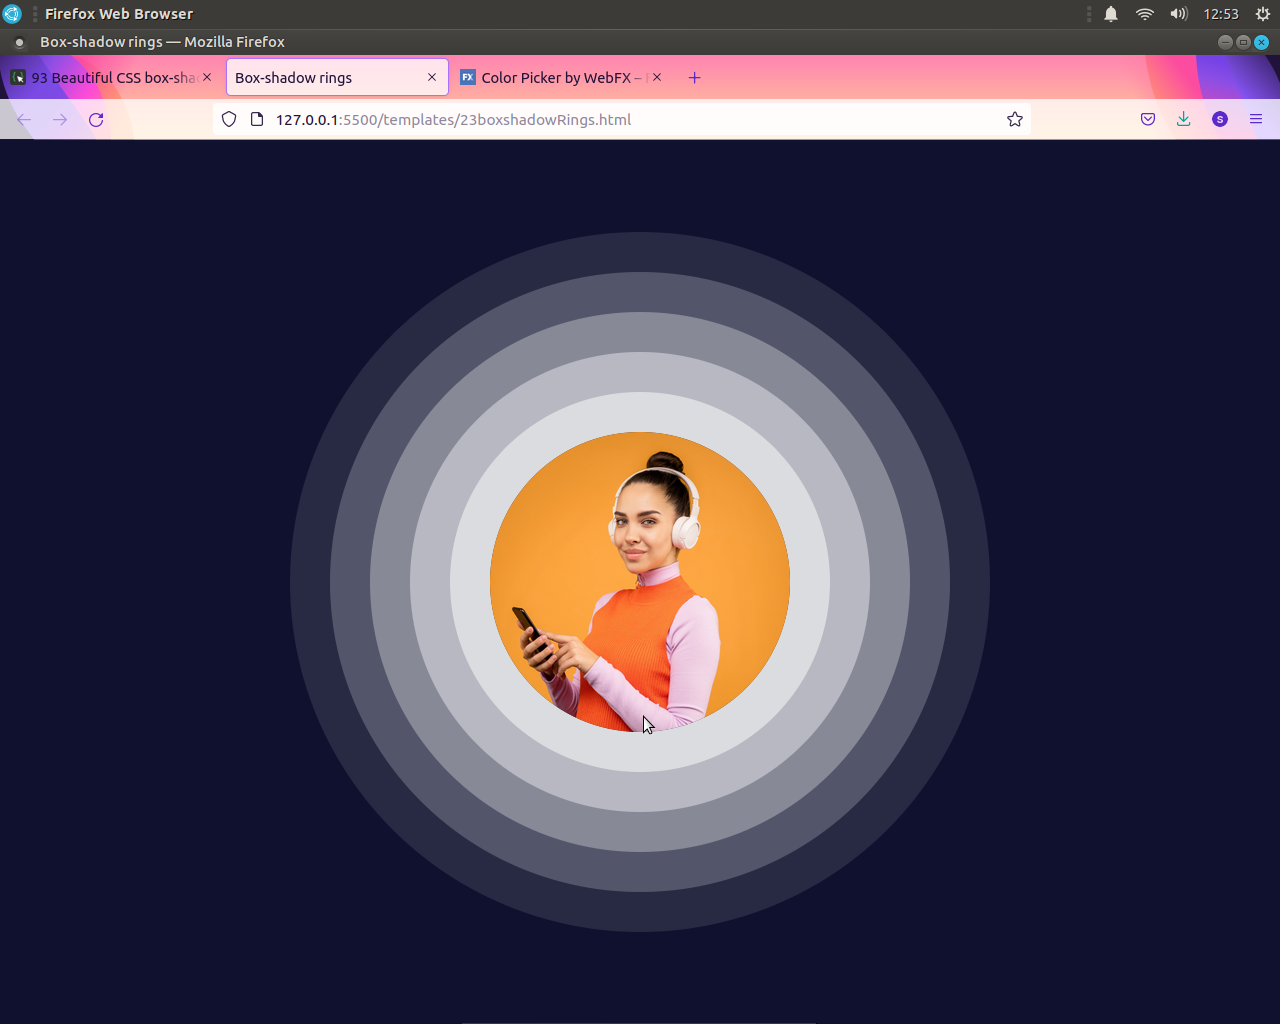 Firefox Web Browser
12:53
Box-shadow rings — Mozilla Firefox
93 Beautiful CSS box-sha
Box-shadow rings
FX
Color Picker by WebFX –
127.0.0.1:5500/templates/23boxshadowRings.html
S